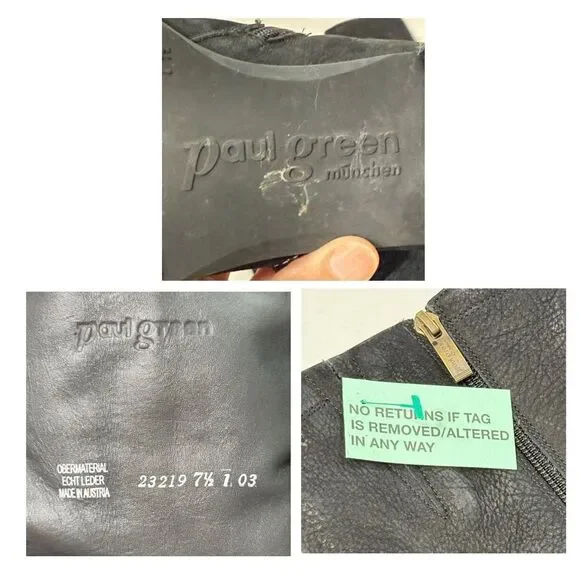 paul green
münchen
paul green
OBERMATERIAL
ECHT LEDER
MADE IN AUSTRIA
23219 7½ 1 03
NO RETURNS IF TAG
IS REMOVED/ALTERED
IN ANY WAY